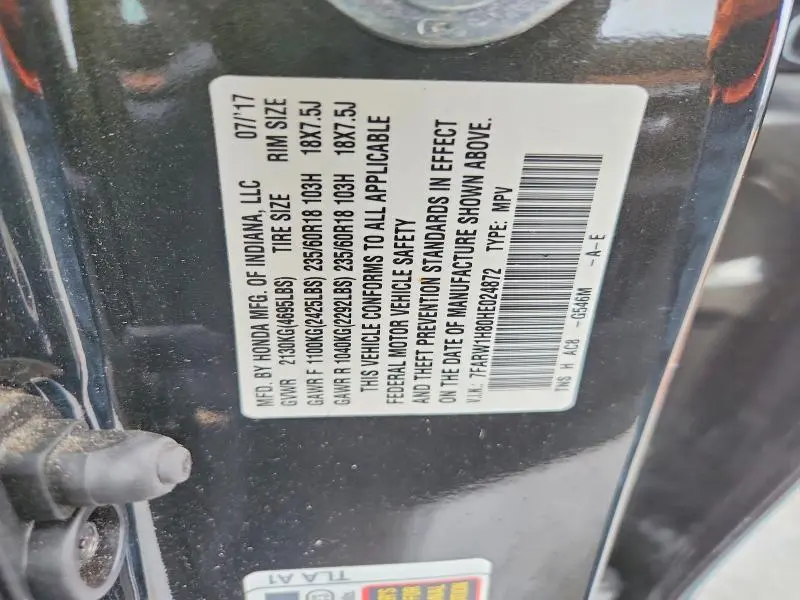 MFD. BY HONDA MFG. OF INDIANA, LLC 07/'17
GVWR 2130KG(4695LBS) TIRE SIZE RIM SIZE
GAWR F 1100KG(2425LBS) 235/60R18 103H 18X7.5J
GAWR R 1040KG(2292LBS) 235/60R18 103H 18X7.5J
THIS VEHICLE CONFORMS TO ALL APPLICABLE
FEDERAL MOTOR VEHICLE SAFETY
AND THEFT PREVENTION STANDARDS IN EFFECT
ON THE DATE OF MANUFACTURE SHOWN ABOVE.
V.I.N.: 7FARW1H80HE024872 TYPE: MPV
TNS H AC8 -G546M -A-E
TLA A1